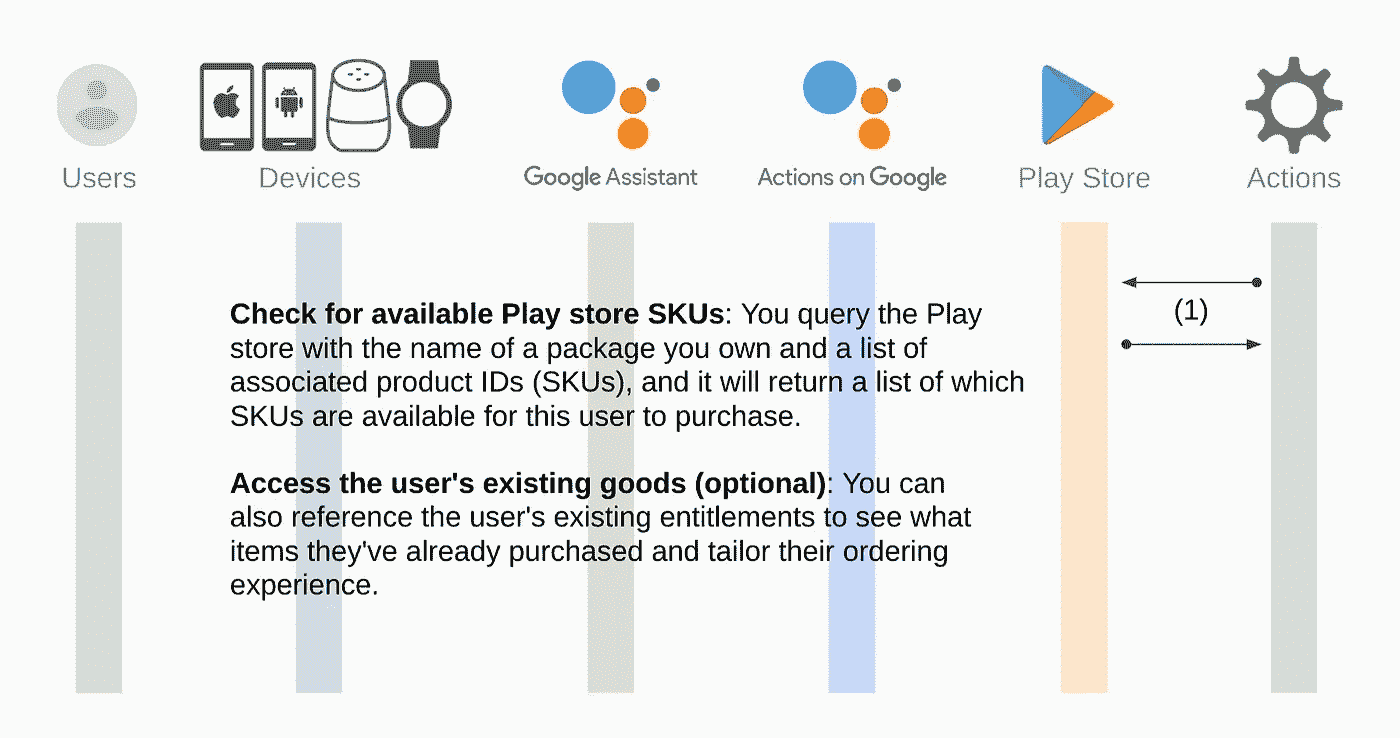 Users
Devices
Google Assistant
Actions on Google
Play Store
Actions
(1)
Check for available Play store SKUs: You query the Play
store with the name of a package you own and a list of
associated product IDs (SKUs), and it will return a list of which
SKUs are available for this user to purchase.
Access the user's existing goods (optional): You can
also reference the user's existing entitlements to see what
items they've already purchased and tailor their ordering
experience.